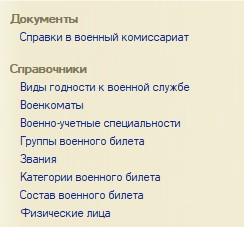 Документы
Справки в военный комиссариат
Справочники
Виды годности к военной службе
Военкоматы
Военно-учетные специальности
Группы военного билета
Звания
Категории военного билета
Состав военного билета
Физические лица